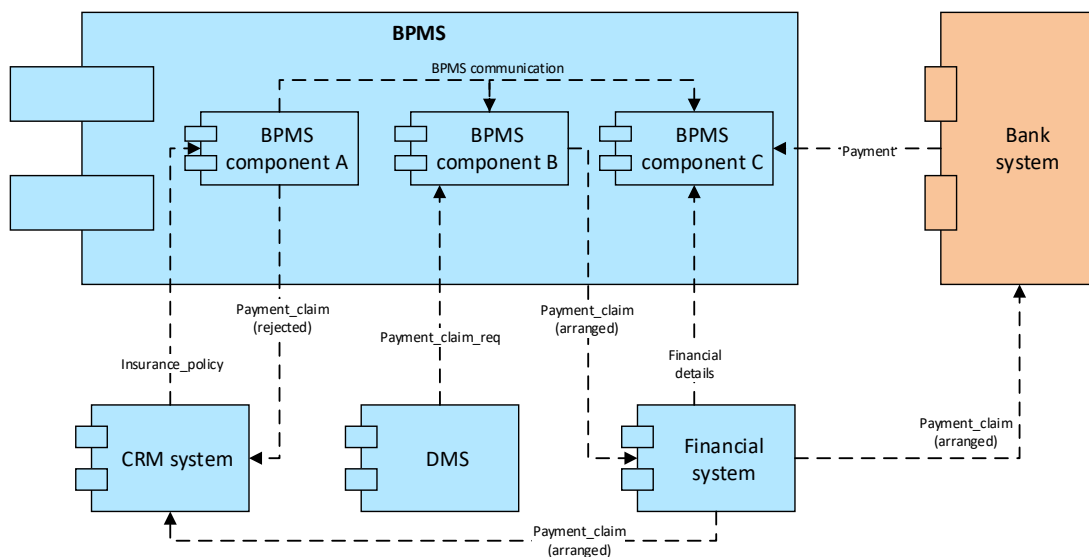 BPMS
BPMS communication
BPMS
component A
BPMS
component B
BPMS
component C
Payment
Bank
system
Payment_claim
(rejected)
Payment_claim_req
Payment_claim
(arranged)
Insurance_policy
Financial
details
CRM system
DMS
Financial
system
Payment_claim
(arranged)
Payment_claim
(arranged)